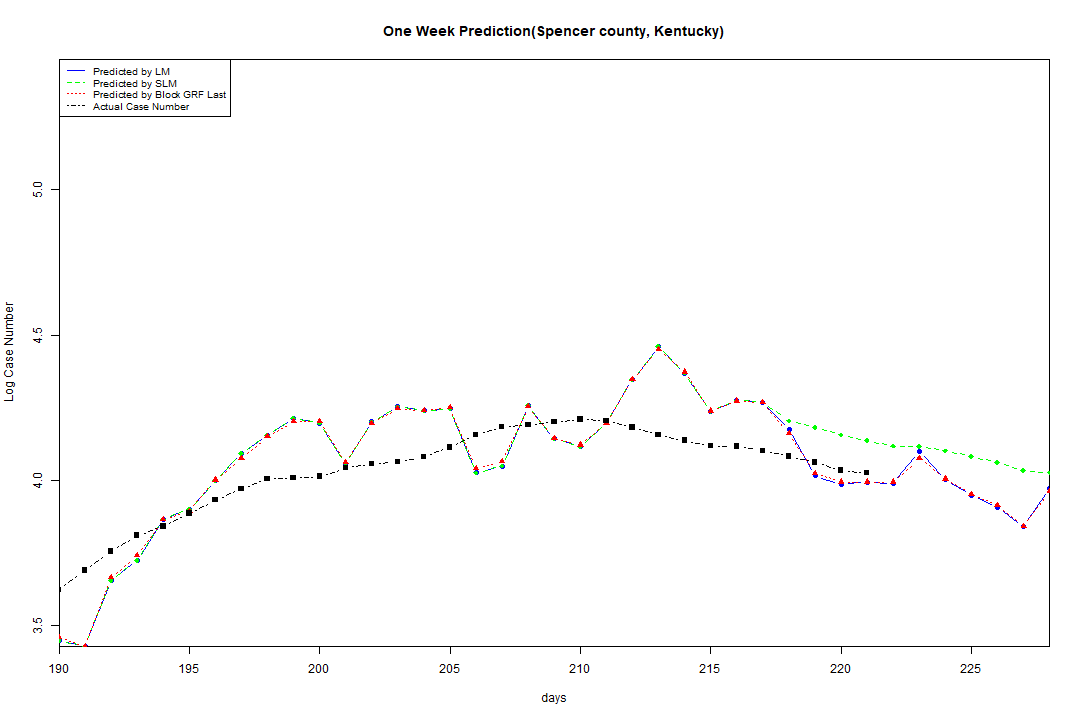 One Week Prediction(Spencer county, Kentucky)
Predicted by LM
Predicted by SLM
Predicted by Block GRF Last
Actual Case Number
5.0
4.5
4.0
3.5
Log Case Number
190 195 200 205 210 215 220 225
days